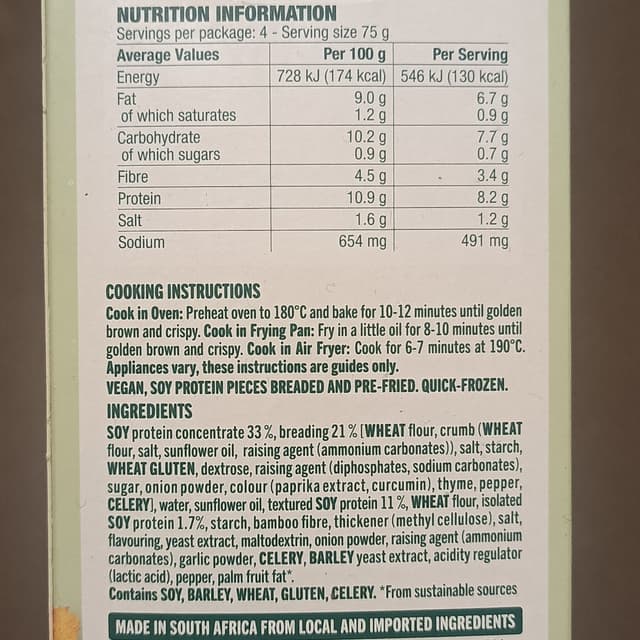 NUTRITION INFORMATION
Servings per package: 4 - Serving size 75 g
Average Values Per 100 g Per Serving
Energy 728 kJ (174 kcal) 546 kJ (130 kcal)
Fat 9.0 g 6.7 g
of which saturates 1.2 g 0.9 g
Carbohydrate 10.2 g 7.7 g
of which sugars 0.9 g 0.7 g
Fibre 4.5 g 3.4 g
Protein 10.9 g 8.2 g
Salt 1.6 g 1.2 g
Sodium 654 mg 491 mg
COOKING INSTRUCTIONS
Cook in Oven: Preheat oven to 180°C and bake for 10-12 minutes until golden
brown and crispy. Cook in Frying Pan: Fry in a little oil for 8-10 minutes until
golden brown and crispy. Cook in Air Fryer: Cook for 6-7 minutes at 190°C.
Appliances vary, these instructions are guides only.
VEGAN, SOY PROTEIN PIECES BREADED AND PRE-FRIED. QUICK-FROZEN.
INGREDIENTS
SOY protein concentrate 33 %, breading 21 % [WHEAT flour, crumb (WHEAT
flour, salt, sunflower oil, raising agent (ammonium carbonates)), salt, starch,
WHEAT GLUTEN, dextrose, raising agent (diphosphates, sodium carbonates),
sugar, onion powder, colour (paprika extract, curcumin), thyme, pepper,
CELERY], water, sunflower oil, textured SOY protein 11 %, WHEAT flour, isolated
SOY protein 1.7%, starch, bamboo fibre, thickener (methyl cellulose), salt,
flavouring, yeast extract, maltodextrin, onion powder, raising agent (ammonium
carbonates), garlic powder, CELERY, BARLEY yeast extract, acidity regulator
(lactic acid), pepper, palm fruit fat*.
Contains SOY, BARLEY, WHEAT, GLUTEN, CELERY. *From sustainable sources
MADE IN SOUTH AFRICA FROM LOCAL AND IMPORTED INGREDIENTS